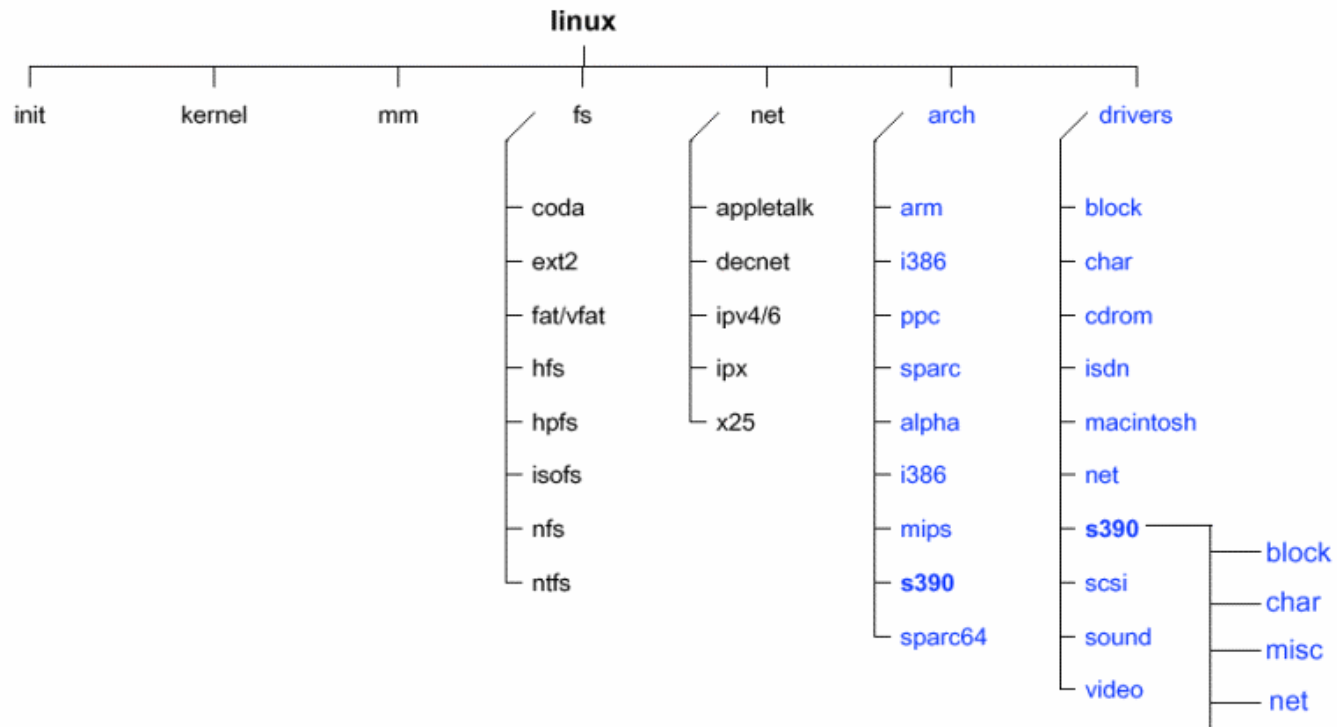 linux
init
kernel
mm
fs
net
arch
drivers
coda
ext2
fat/vfat
hfs
hpfs
isofs
nfs
ntfs
appletalk
decnet
ipv4/6
ipx
x25
arm
i386
ppc
sparc
alpha
i386
mips
s390
sparc64
block
char
cdrom
isdn
macintosh
net
s390
scsi
sound
video
block
char
misc
net